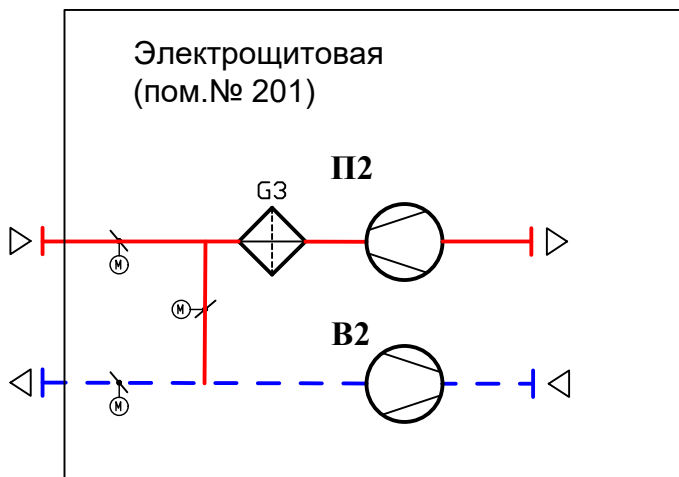 Электрощитовая
(пом.№ 201)
П2
G3
М
М
В2
М